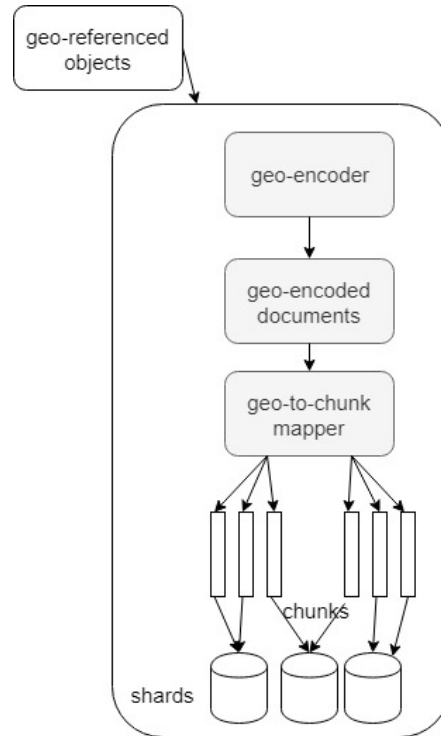 geo-referenced
objects
geo-encoder
geo-encoded
documents
geo-to-chunk
mapper
chunks
shards